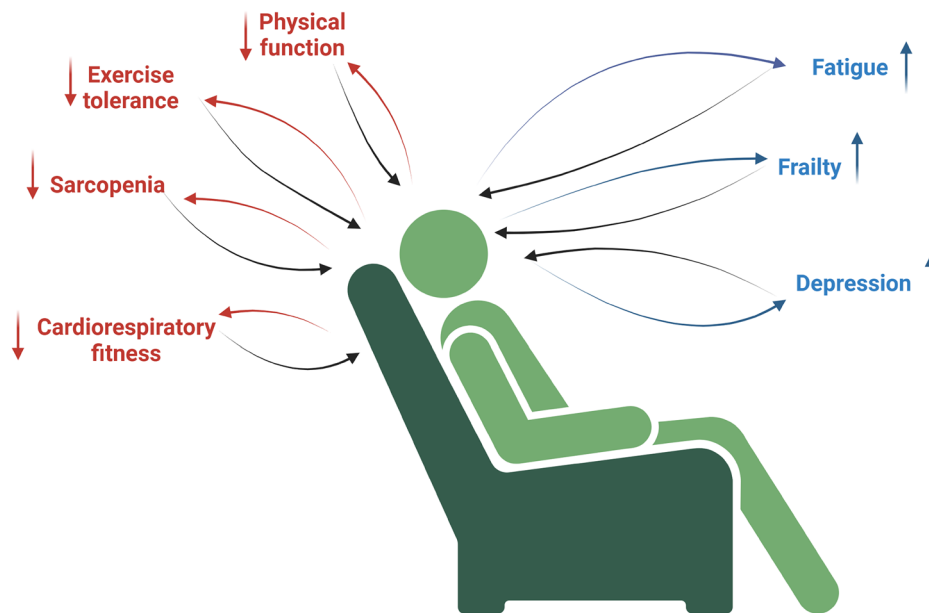 Physical
function
Exercise
tolerance
Sarcopenia
Cardiorespiratory
fitness
Fatigue
Frailty
Depression